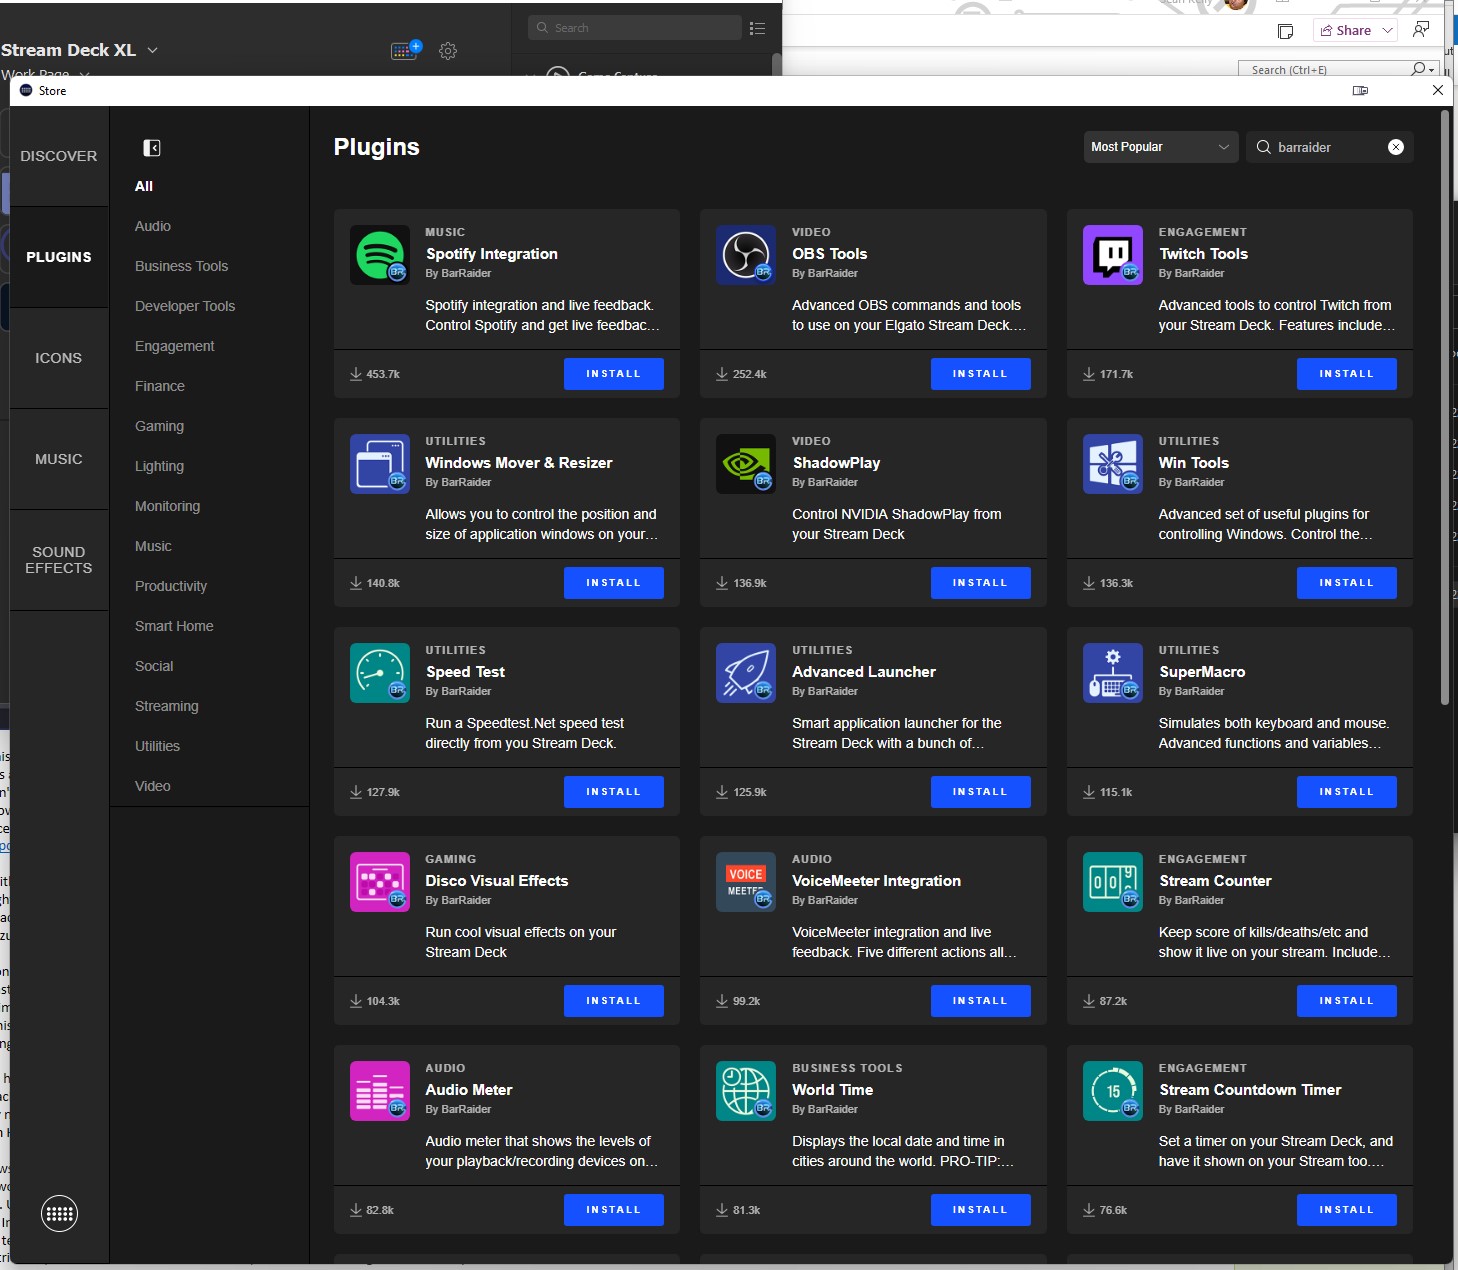 Search
Stream Deck XL
Share
Search (Ctrl+E)
Store
DISCOVER
PLUGINS
ICONS
MUSIC
SOUND
EFFECTS
All
Audio
Business Tools
Developer Tools
Engagement
Finance
Gaming
Lighting
Monitoring
Music
Productivity
Smart Home
Social
Streaming
Utilities
Video
Plugins
Most Popular
barraider
MUSIC
Spotify Integration
By BarRaider
Spotify integration and live feedback.
Control Spotify and get live feedbac...
453.7k
INSTALL
VIDEO
OBS Tools
By BarRaider
Advanced OBS commands and tools
to use on your Elgato Stream Deck....
252.4k
INSTALL
ENGAGEMENT
Twitch Tools
By BarRaider
Advanced tools to control Twitch from
your Stream Deck. Features include...
171.7k
INSTALL
UTILITIES
Windows Mover & Resizer
By BarRaider
Allows you to control the position and
size of application windows on your...
140.8k
INSTALL
VIDEO
ShadowPlay
By BarRaider
Control NVIDIA ShadowPlay from
your Stream Deck
136.9k
INSTALL
UTILITIES
Win Tools
By BarRaider
Advanced set of useful plugins for
controlling Windows. Control the...
136.3k
INSTALL
UTILITIES
Speed Test
By BarRaider
Run a Speedtest.Net speed test
directly from you Stream Deck.
127.9k
INSTALL
UTILITIES
Advanced Launcher
By BarRaider
Smart application launcher for the
Stream Deck with a bunch of...
125.9k
INSTALL
UTILITIES
SuperMacro
By BarRaider
Simulates both keyboard and mouse.
Advanced functions and variables...
115.1k
INSTALL
GAMING
Disco Visual Effects
By BarRaider
Run cool visual effects on your
Stream Deck
104.3k
INSTALL
VOICE
MEETER
AUDIO
VoiceMeeter Integration
By BarRaider
VoiceMeeter integration and live
feedback. Five different actions all...
99.2k
INSTALL
ENGAGEMENT
Stream Counter
By BarRaider
Keep score of kills/deaths/etc and
show it live on your stream. Include...
87.2k
INSTALL
AUDIO
Audio Meter
By BarRaider
Audio meter that shows the levels of
your playback/recording devices on...
82.8k
INSTALL
BUSINESS TOOLS
World Time
By BarRaider
Displays the local date and time in
cities around the world. PRO-TIP:...
81.3k
INSTALL
15
ENGAGEMENT
Stream Countdown Timer
By BarRaider
Set a timer on your Stream Deck, and
have it shown on your Stream too....
76.6k
INSTALL